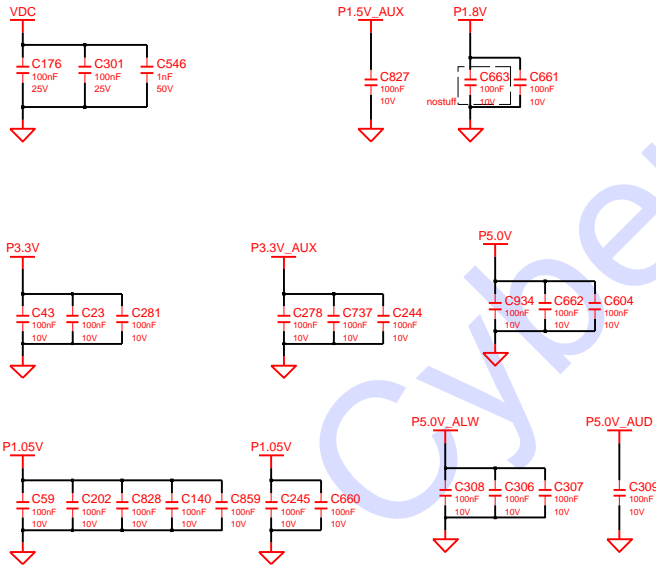 VDC
C176
100nF
25V
C301
100nF
25V
C546
1nF
50V
P1.5V_AUX
C827
100nF
10V
P1.8V
C663
100nF
10V
nostuff
C661
100nF
10V
P3.3V
C43
100nF
10V
C23
100nF
10V
C281
100nF
10V
P3.3V_AUX
C278
100nF
10V
C737
100nF
10V
C244
100nF
10V
P5.0V
C934
100nF
10V
C662
100nF
10V
C604
100nF
10V
P1.05V
C59
100nF
10V
C202
100nF
10V
C828
100nF
10V
C140
100nF
10V
C859
100nF
10V
P1.05V
C245
100nF
10V
C660
100nF
10V
P5.0V_ALW
C308
100nF
10V
C306
100nF
10V
C307
100nF
10V
P5.0V_AUD
C309
100nF
10V
Cyber